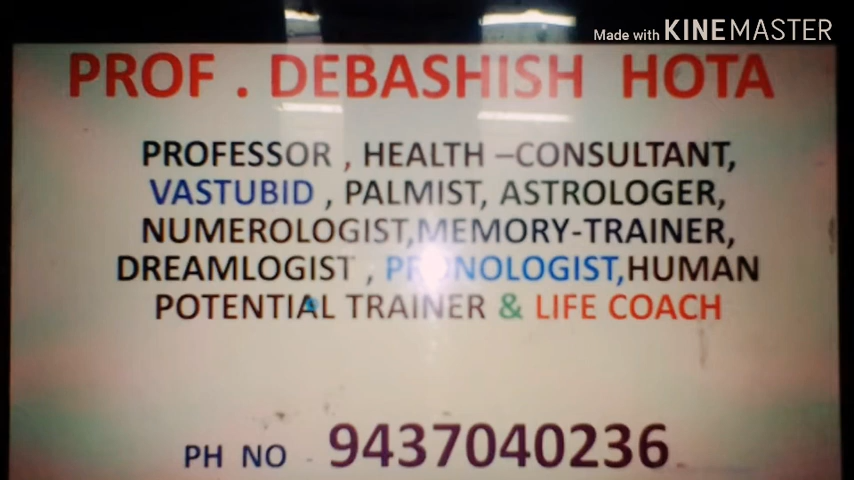 Made with KINEMASTER
PROF . DEBASHISH HOTA
PROFESSOR , HEALTH –CONSULTANT,
VASTUBID , PALMIST, ASTROLOGER,
NUMEROLOGIST,MEMORY-TRAINER,
DREAMLOGIST , HUMAN
POTENTIAL TRAINER & LIFE COACH
PH NO - 9437040236